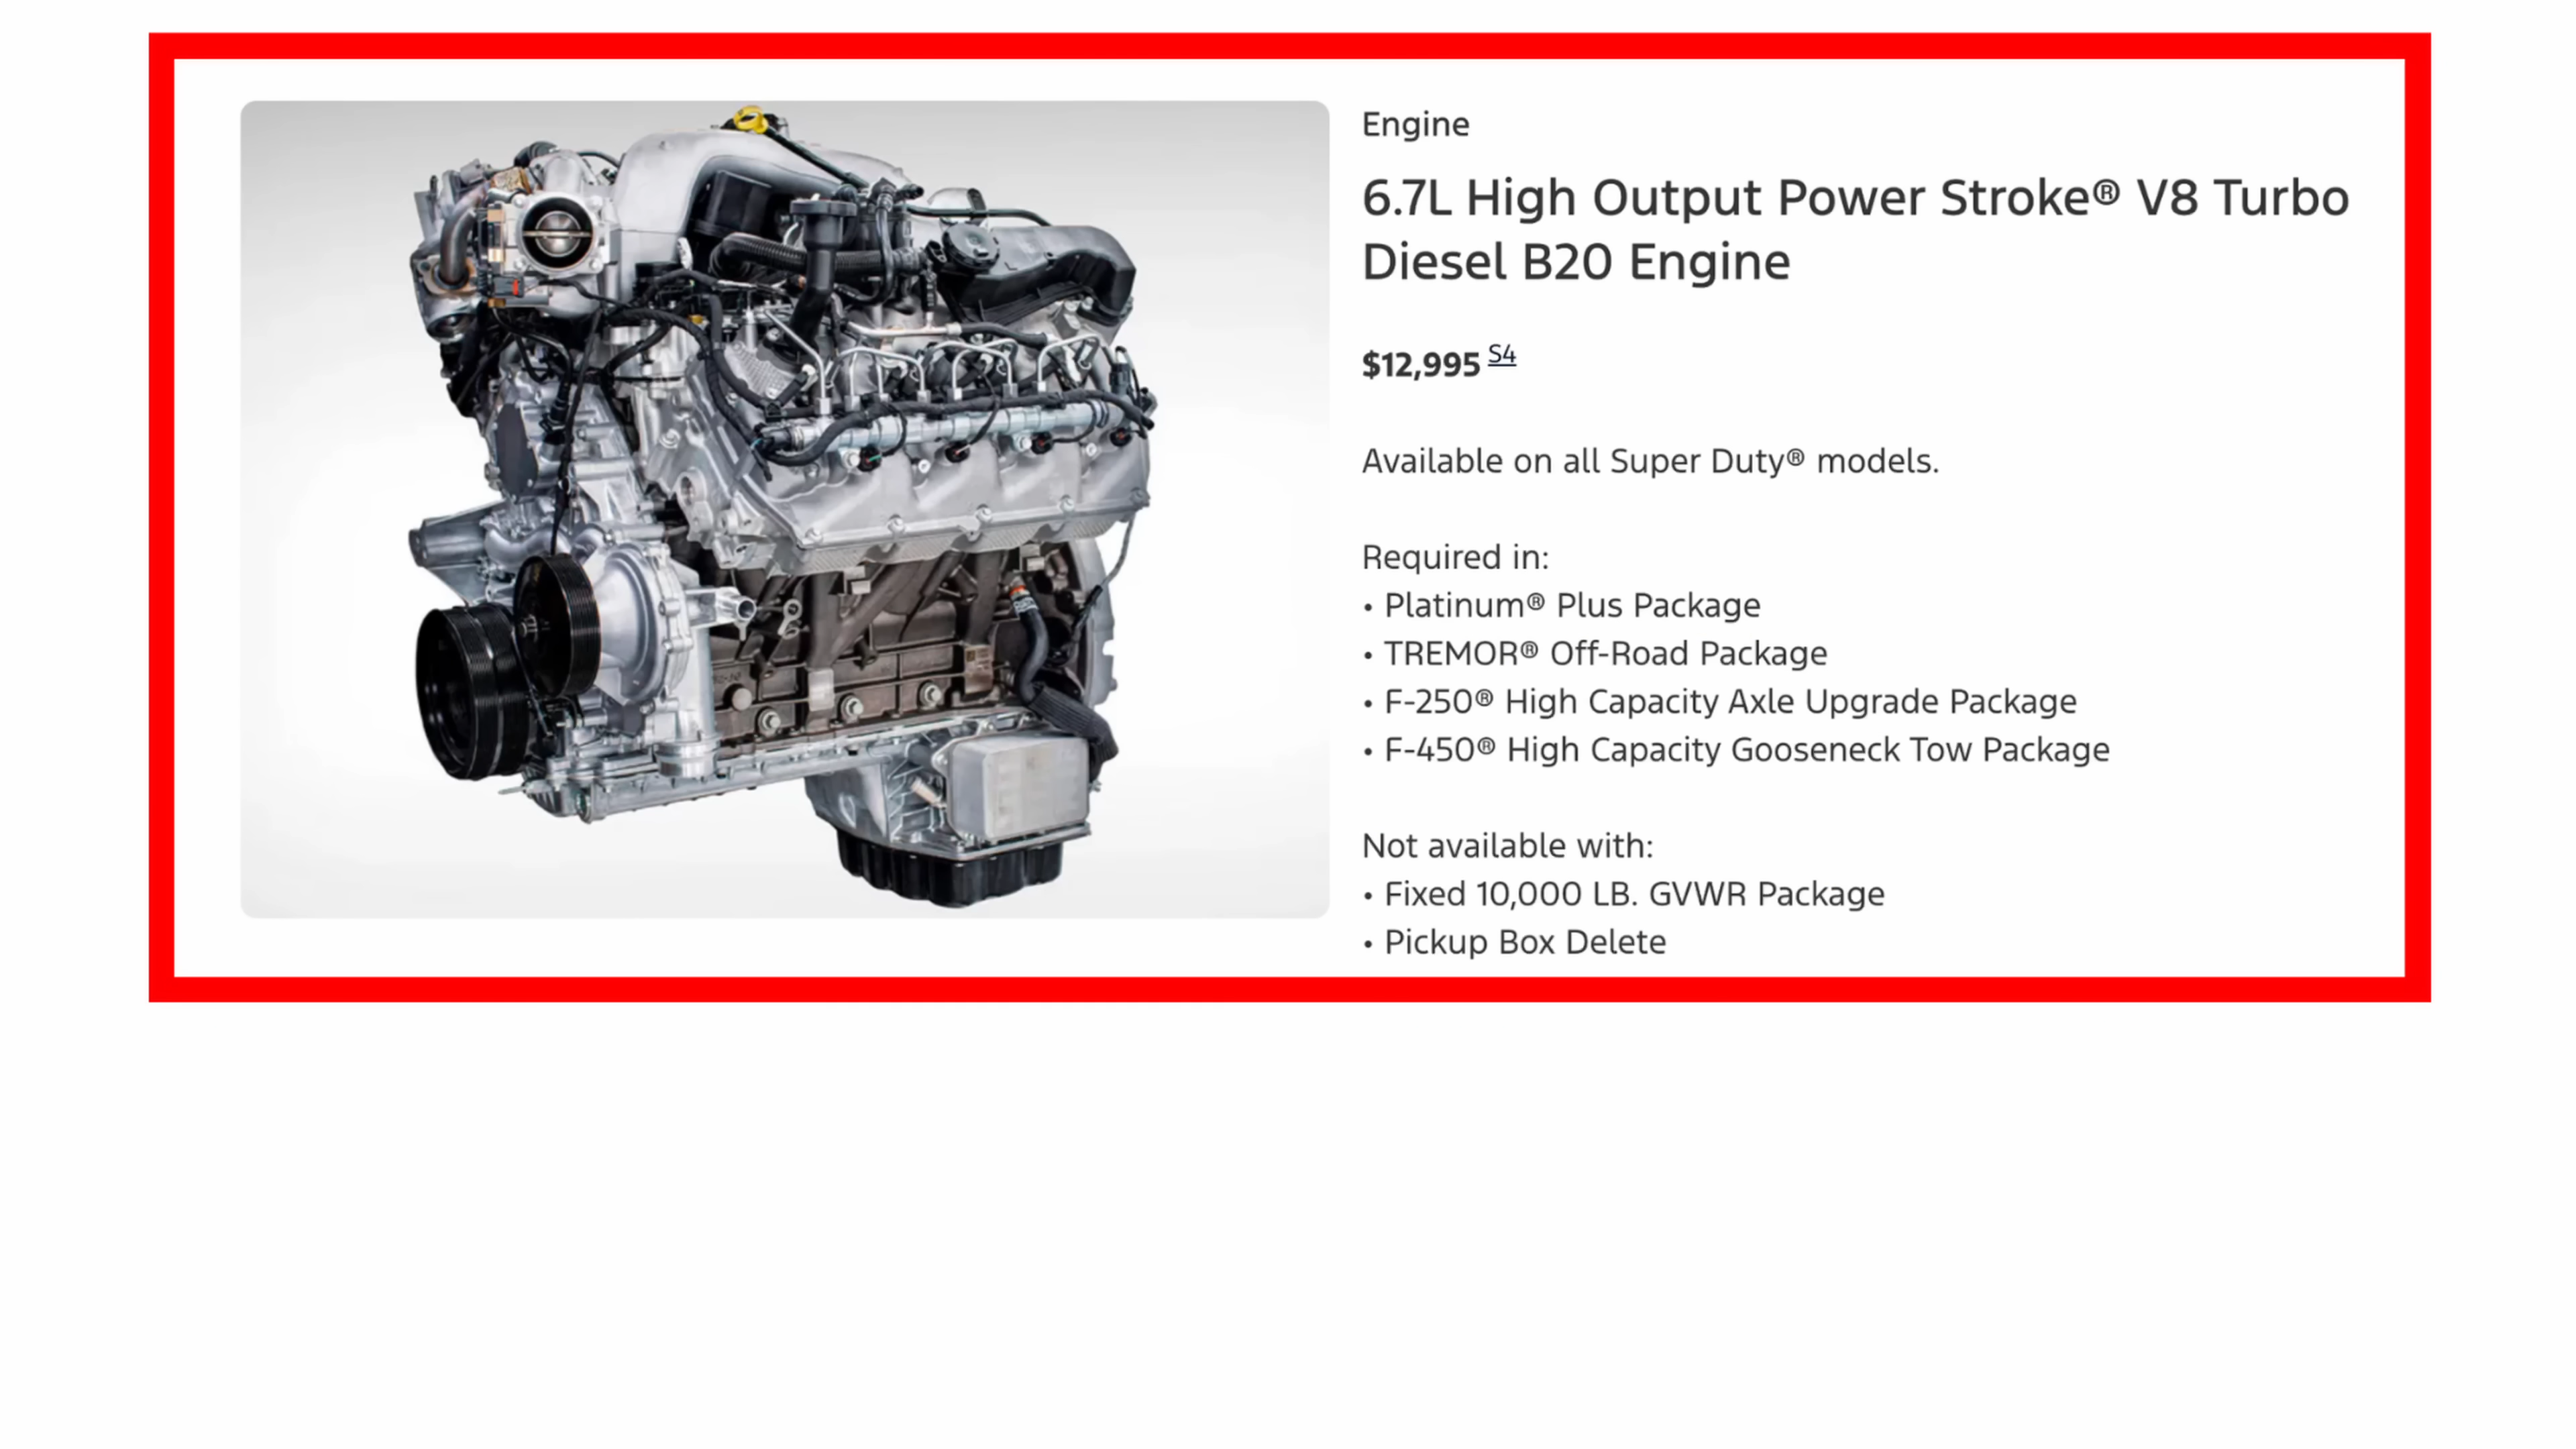 Engine
6.7L High Output Power Stroke® V8 Turbo
Diesel B20 Engine
$12,995 S4
Available on all Super Duty® models.
Required in:
• Platinum® Plus Package
• TREMOR® Off-Road Package
• F-250® High Capacity Axle Upgrade Package
• F-450® High Capacity Gooseneck Tow Package
Not available with:
• Fixed 10,000 LB. GVWR Package
• Pickup Box Delete